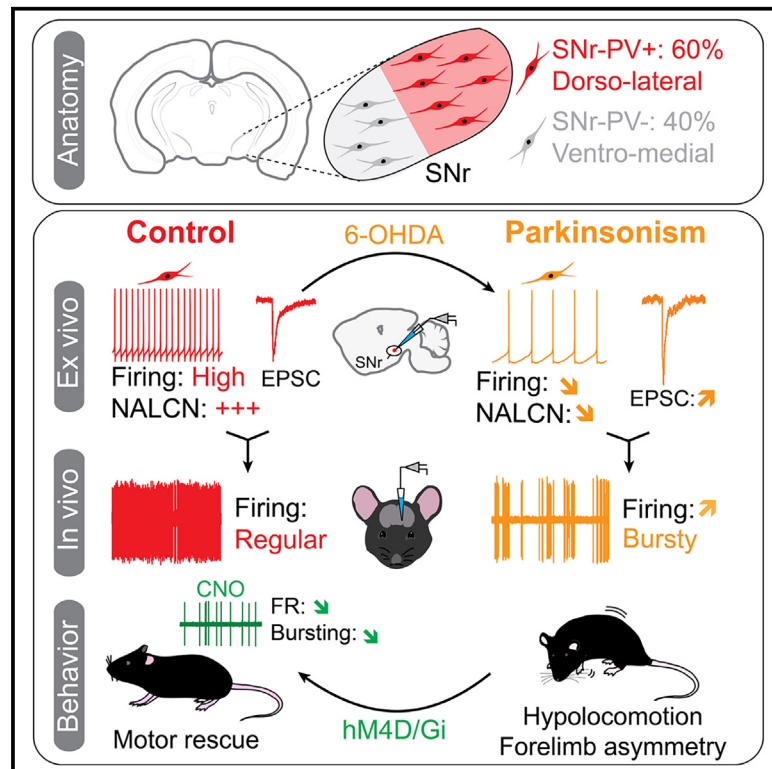 Anatomy
SNr-PV+: 60%
Dorso-lateral
SNr-PV-: 40%
Ventro-medial
SNr
Ex vivo
Control
6-OHDA
Parkinsonism
SNr
Firing: High
NALCN: +++
EPSC
Firing: ➘
NALCN: ➘
EPSC: ➚
In vivo
Firing:
Regular
Firing: ➚
Bursty
Behavior
CNO
FR: ➘
Bursting: ➘
Motor rescue
hM4D/Gi
Hypolocomotion
Forelimb asymmetry